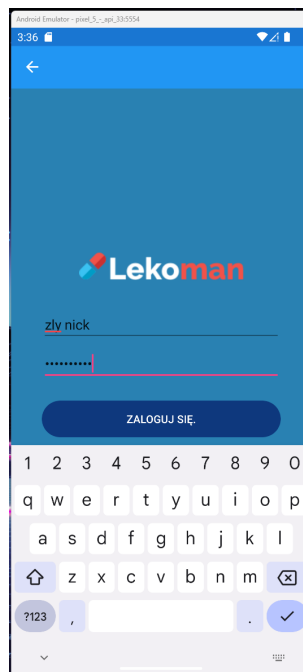 Android Emulator - pixel_5_-_api_33:5554
3:36
Lekoman
zly nick
••••••••••
ZALOGUJ SIĘ.
1 2 3 4 5 6 7 8 9 0
q w e r t y u i o p
a s d f g h j k l
z x c v b n m
?123 , .